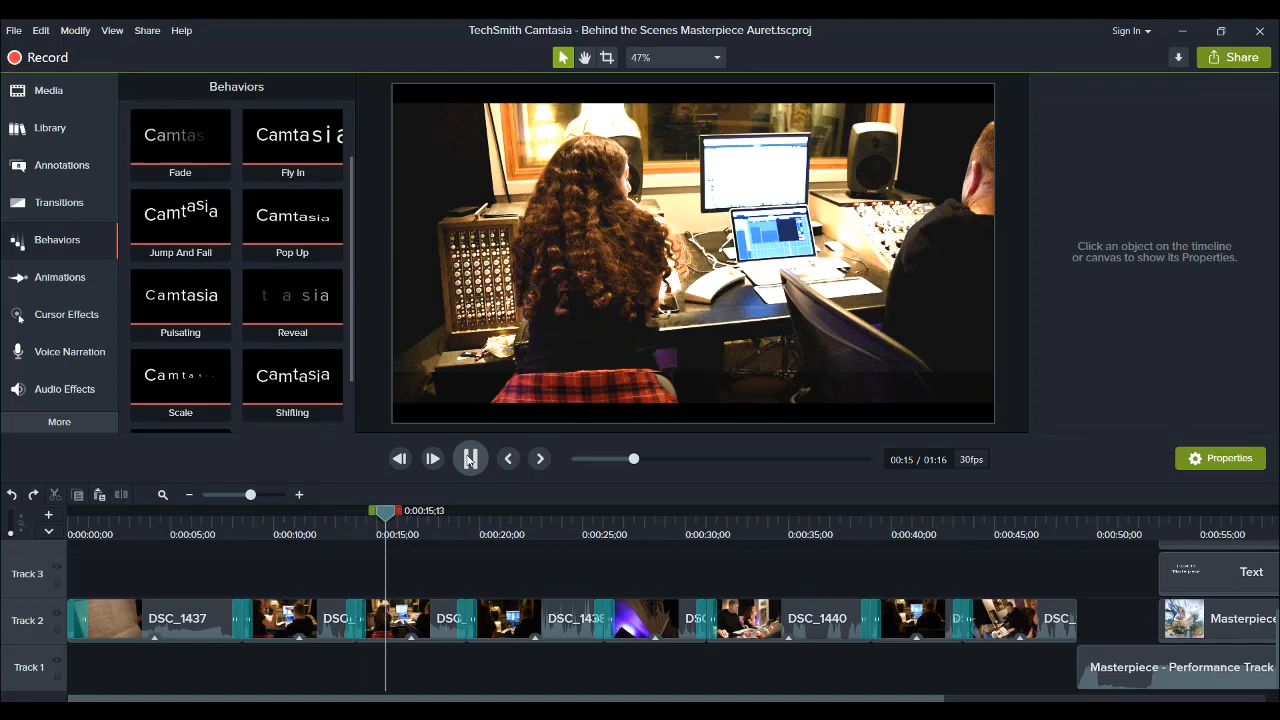 TechSmith Camtasia - Behind the Scenes Masterpiece Auret.tscproj
File Edit Modify View Share Help
Sign In
Record
47%
Share
Media
Library
Annotations
Transitions
Behaviors
Animations
Cursor Effects
Voice Narration
Audio Effects
More
Behaviors
Camtas
Camtasia
Fade
Fly In
Camtasia
Camtasia
Jump And Fall
Pop Up
Camtasia
t a s i a
Pulsating
Reveal
Camtas
Camtasia
Scale
Shifting
Click an object on the timeline
or canvas to show its Properties.
00:15 / 01:16
30fps
Properties
0:00:15;13
0:00:00;00 0:00:05;00 0:00:10;00 0:00:15;00 0:00:20;00 0:00:25;00 0:00:30;00 0:00:35;00 0:00:40;00 0:00:45;00 0:00:50;00 0:00:55;00
Track 3
Text
Track 2
DSC_1437
DSC_1440
DSC_
Masterpiece
Track 1
Masterpiece - Performance Track